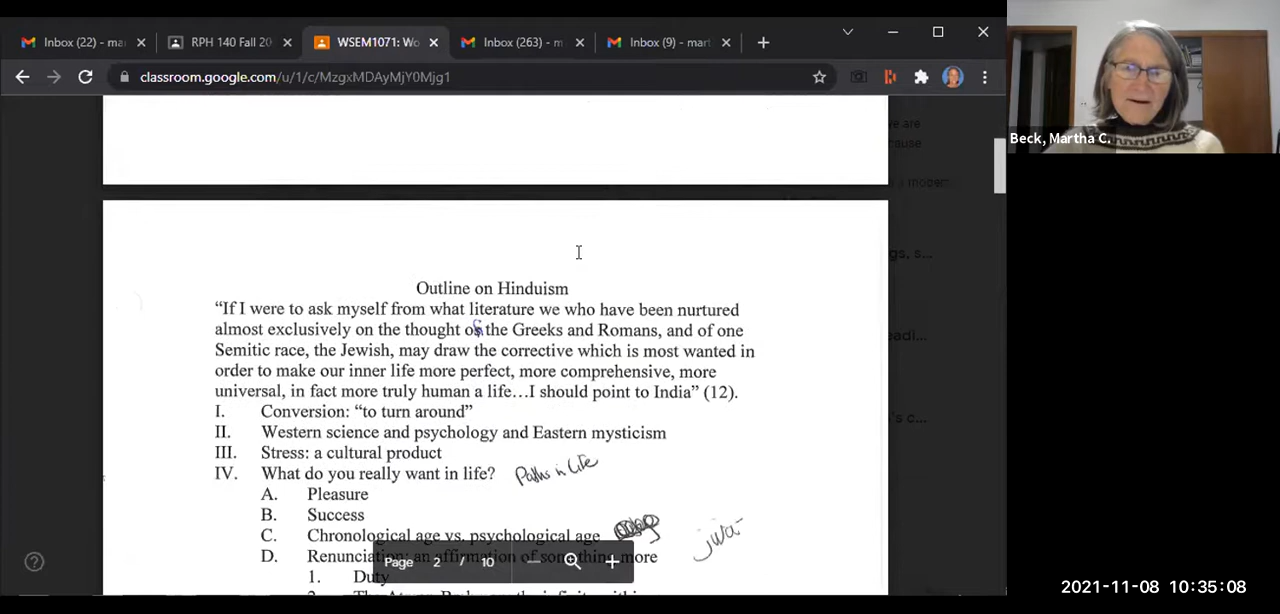 Inbox (22) - ma
RPH 140 Fall 20
WSEM1071: Wo
Inbox (263) - m
Inbox (9) - mart
classroom.google.com/u/1/c/MzgxMDAyMjY0Mjg1
Beck, Martha C.
e are
cause
modern
gs, s...
Outline on Hinduism
“If I were to ask myself from what literature we who have been nurtured
almost exclusively on the thought of the Greeks and Romans, and of one
Semitic race, the Jewish, may draw the corrective which is most wanted in
eadl...
order to make our inner life more perfect, more comprehensive, more
universal, in fact more truly human a life…I should point to India” (12).
I. Conversion: “to turn around”
's c...
II. Western science and psychology and Eastern mysticism
III. Stress: a cultural product
IV. What do you really want in life? Paths in Life
A. Pleasure
B. Success
C. Chronological age vs. psychological age
D. Renunciation: an affirmation of something more
Page 2 / 10
1. Duty
2021-11-08 10:35:08